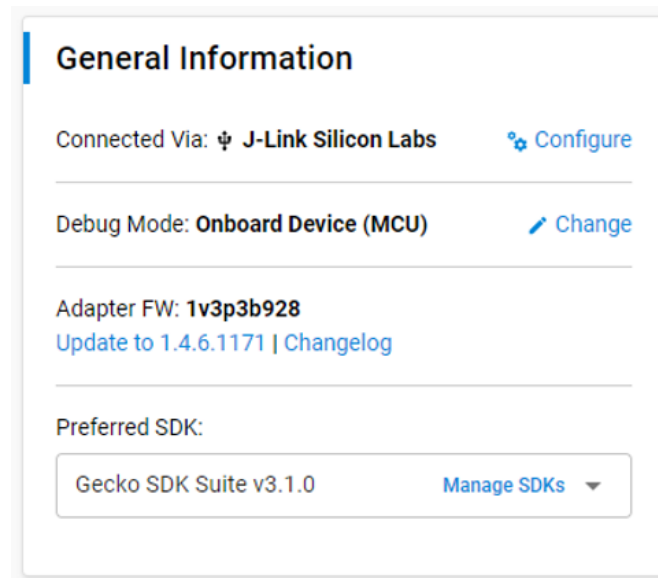 General Information
Connected Via: J-Link Silicon Labs Configure
Debug Mode: Onboard Device (MCU) Change
Adapter FW: 1v3p3b928
Update to 1.4.6.1171 | Changelog
Preferred SDK:
Gecko SDK Suite v3.1.0 Manage SDKs